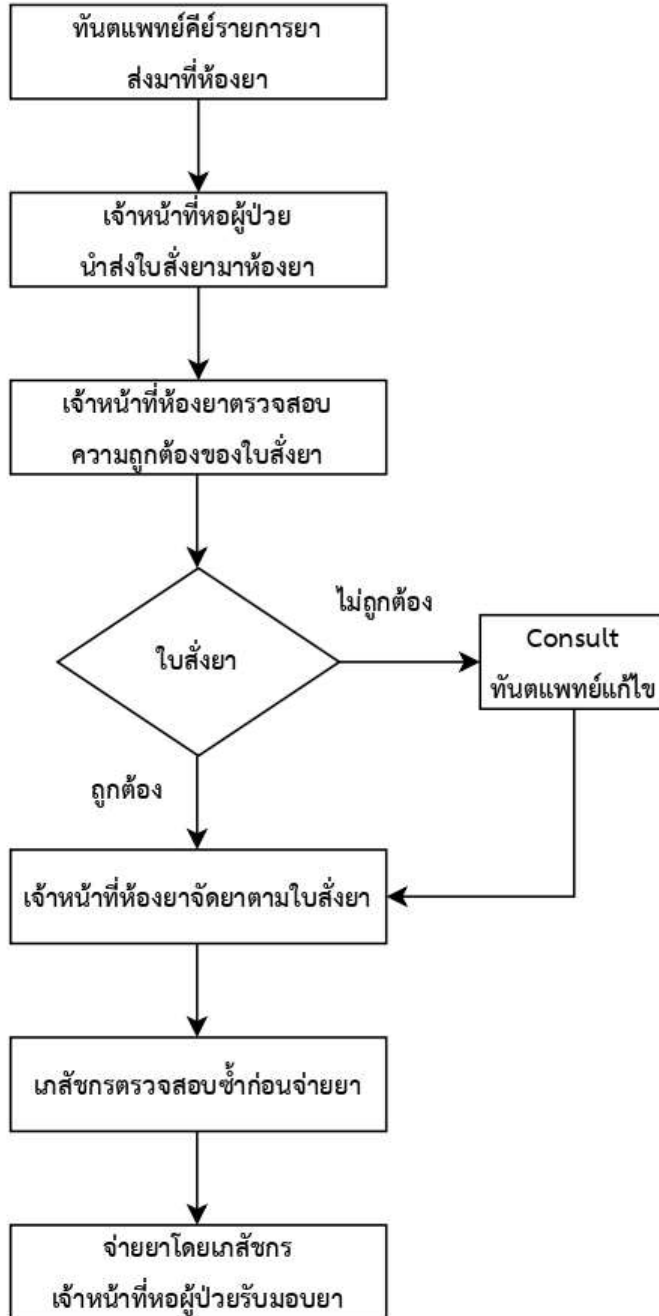 ทันตแพทย์คีย์รายการยา
ส่งมาที่ห้องยา
เจ้าหน้าที่หอผู้ป่วย
นำส่งใบสั่งยามาห้องยา
เจ้าหน้าที่ห้องยาตรวจสอบ
ความถูกต้องของใบสั่งยา
ใบสั่งยา
ไม่ถูกต้อง
Consult
ทันตแพทย์แก้ไข
ถูกต้อง
เจ้าหน้าที่ห้องยาจัดยาตามใบสั่งยา
เภสัชกรตรวจสอบซ้ำก่อนจ่ายยา
จ่ายยาโดยเภสัชกร
เจ้าหน้าที่หอผู้ป่วยรับมอบยา